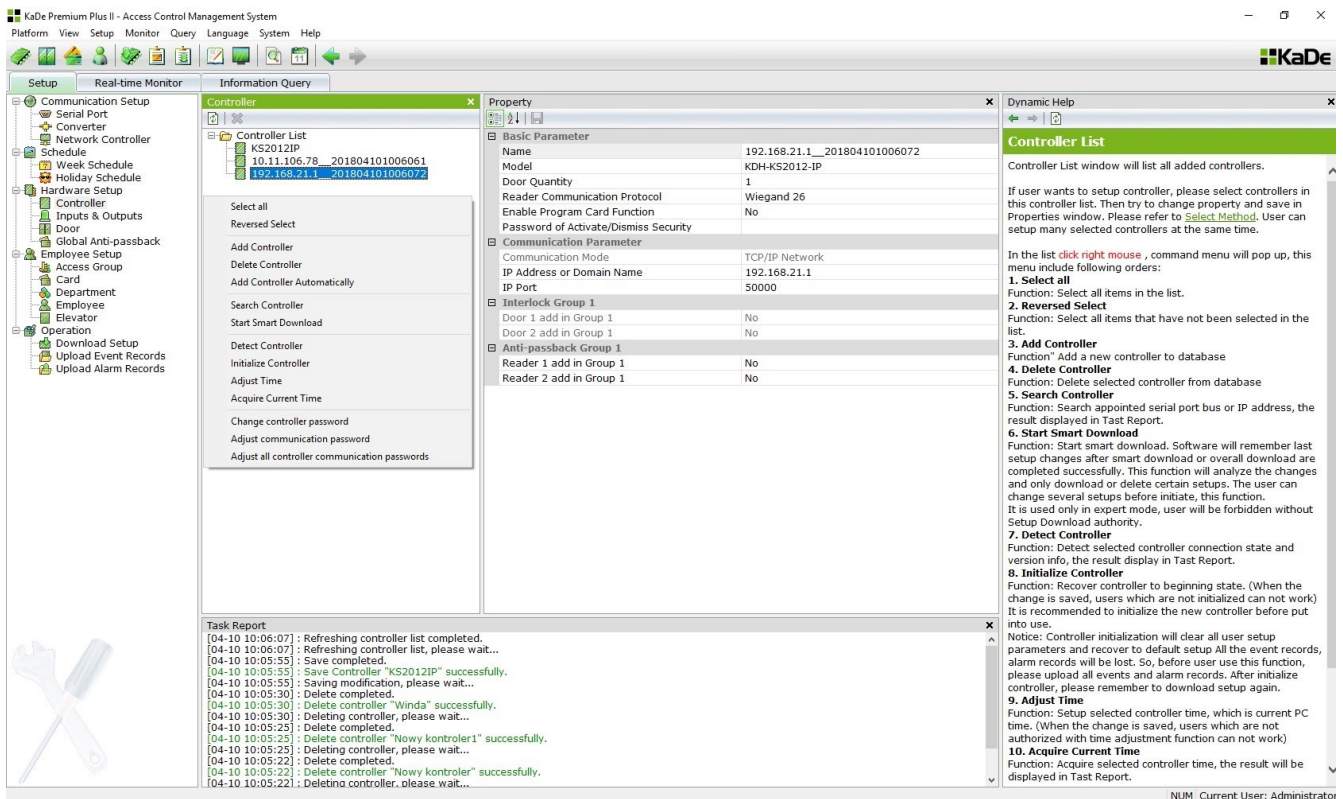 KaDe Premium Plus II - Access Control Management System
Platform View Setup Monitor Query Language System Help
KaDe
Setup Real-time Monitor Information Query
Communication Setup
Serial Port
Converter
Network Controller
Schedule
Week Schedule
Holiday Schedule
Hardware Setup
Controller
Inputs & Outputs
Door
Global Anti-passback
Employee Setup
Access Group
Card
Department
Employee
Elevator
Operation
Download Setup
Upload Event Records
Upload Alarm Records
Controller
Controller List
KS2012IP
10.11.106.78__201804101006061
192.168.21.1__201804101006072
Select all
Reversed Select
Add Controller
Delete Controller
Add Controller Automatically
Search Controller
Start Smart Download
Detect Controller
Initialize Controller
Adjust Time
Acquire Current Time
Change controller password
Adjust communication password
Adjust all controller communication passwords
Property
Basic Parameter
Name 192.168.21.1__201804101006072
Model KDH-KS2012-IP
Door Quantity 1
Reader Communication Protocol Wiegand 26
Enable Program Card Function No
Password of Activate/Dismiss Security
Communication Parameter
Communication Mode TCP/IP Network
IP Address or Domain Name 192.168.21.1
IP Port 50000
Interlock Group 1
Door 1 add in Group 1 No
Door 2 add in Group 1 No
Anti-passback Group 1
Reader 1 add in Group 1 No
Reader 2 add in Group 1 No
Task Report
[04-10 10:06:07] : Refreshing controller list completed.
[04-10 10:06:07] : Refreshing controller list, please wait...
[04-10 10:05:55] : Save completed.
[04-10 10:05:55] : Save Controller "KS2012IP" successfully.
[04-10 10:05:55] : Saving modification, please wait...
[04-10 10:05:30] : Delete completed.
[04-10 10:05:30] : Delete controller "Winda" successfully.
[04-10 10:05:30] : Deleting controller, please wait...
[04-10 10:05:25] : Delete completed.
[04-10 10:05:25] : Delete controller "Nowy kontroler1" successfully.
[04-10 10:05:25] : Deleting controller, please wait...
[04-10 10:05:22] : Delete completed.
[04-10 10:05:22] : Delete controller "Nowy kontroler" successfully.
[04-10 10:05:22] : Deleting controller, please wait...
Dynamic Help
Controller List
Controller List window will list all added controllers.
If user wants to setup controller, please select controllers in
this controller list. Then try to change property and save in
Properties window. Please refer to Select Method. User can
setup many selected controllers at the same time.
In the list click right mouse , command menu will pop up, this
menu include following orders:
1. Select all
Function: Select all items in the list.
2. Reversed Select
Function: Select all items that have not been selected in the
list.
3. Add Controller
Function" Add a new controller to database
4. Delete Controller
Function: Delete selected controller from database
5. Search Controller
Function: Search appointed serial port bus or IP address, the
result displayed in Tast Report.
6. Start Smart Download
Function: Start smart download. Software will remember last
setup changes after smart download or overall download are
completed successfully. This function will analyze the changes
and only download or delete certain setups. The user can
change several setups before initiate, this function.
It is used only in expert mode, user will be forbidden without
Setup Download authority.
7. Detect Controller
Function: Detect selected controller connection state and
version info, the result display in Tast Report.
8. Initialize Controller
Function: Recover controller to beginning state. (When the
change is saved, users which are not initialized can not work)
It is recommended to initialize the new controller before put
into use.
Notice: Controller initialization will clear all user setup
parameters and recover to default setup All the event records,
alarm records will be lost. So, before user use this function,
please upload all events and alarm records. After initialize
controller, please remember to download setup again.
9. Adjust Time
Function: Setup selected controller time, which is current PC
time. (When the change is saved, users which are not
authorized with time adjustment function can not work)
10. Acquire Current Time
Function: Acquire selected controller time, the result will be
displayed in Tast Report.
NUM Current User: Administrator